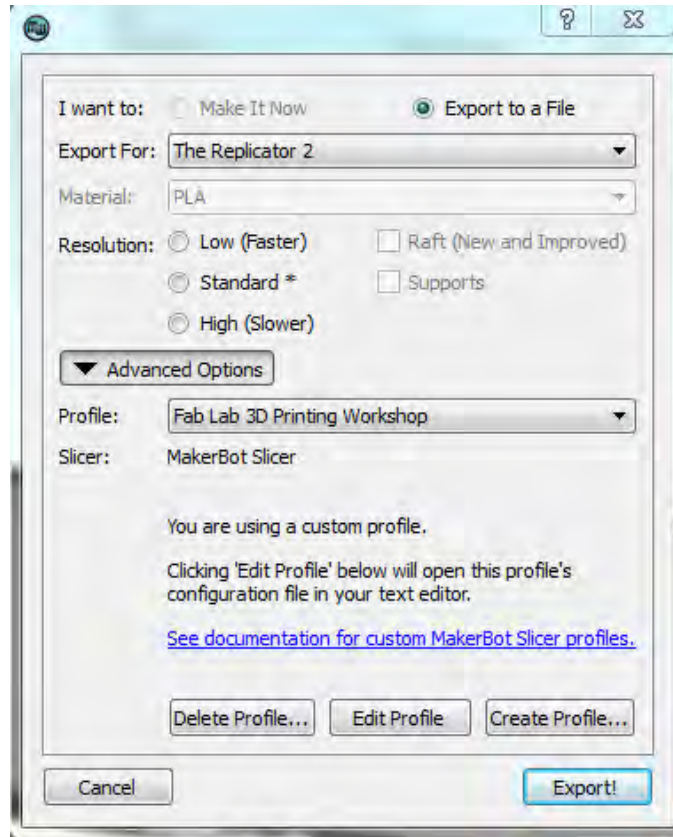 I want to: Make It Now Export to a File
Export For: The Replicator 2
Material: PLA
Resolution: Low (Faster) Raft (New and Improved)
Standard * Supports
High (Slower)
Advanced Options
Profile: Fab Lab 3D Printing Workshop
Slicer: MakerBot Slicer
You are using a custom profile.
Clicking 'Edit Profile' below will open this profile's
configuration file in your text editor.
See documentation for custom MakerBot Slicer profiles.
Delete Profile... Edit Profile Create Profile...
Cancel Export!